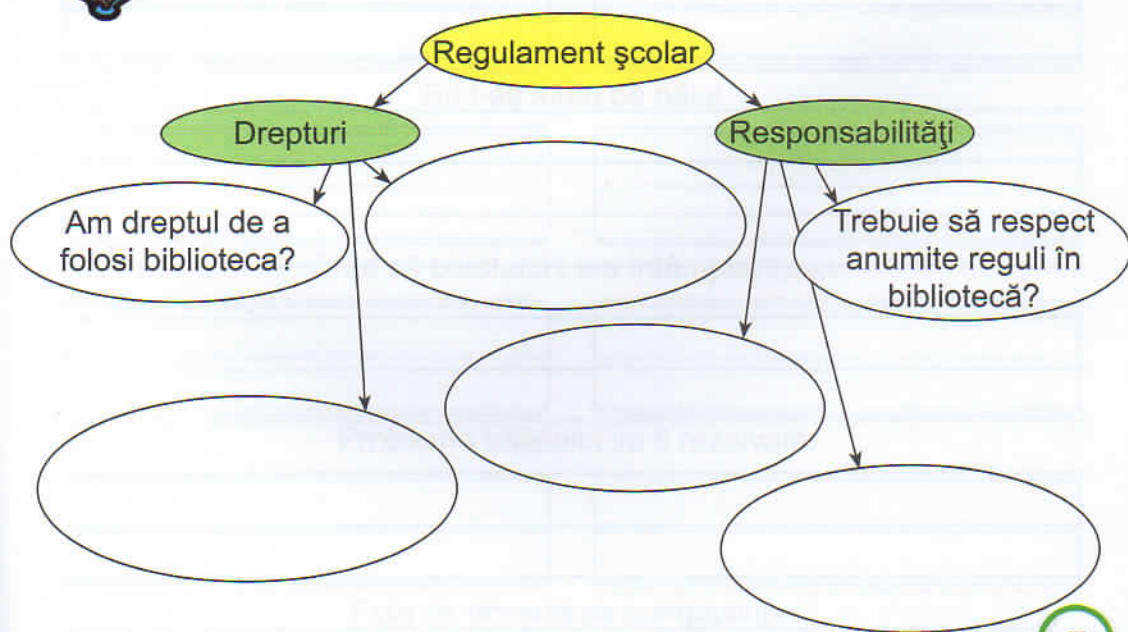 Regulament şcolar
Drepturi
Responsabilităţi
Am dreptul de a
folosi biblioteca?
Trebuie să respect
anumite reguli în
bibliotecă?